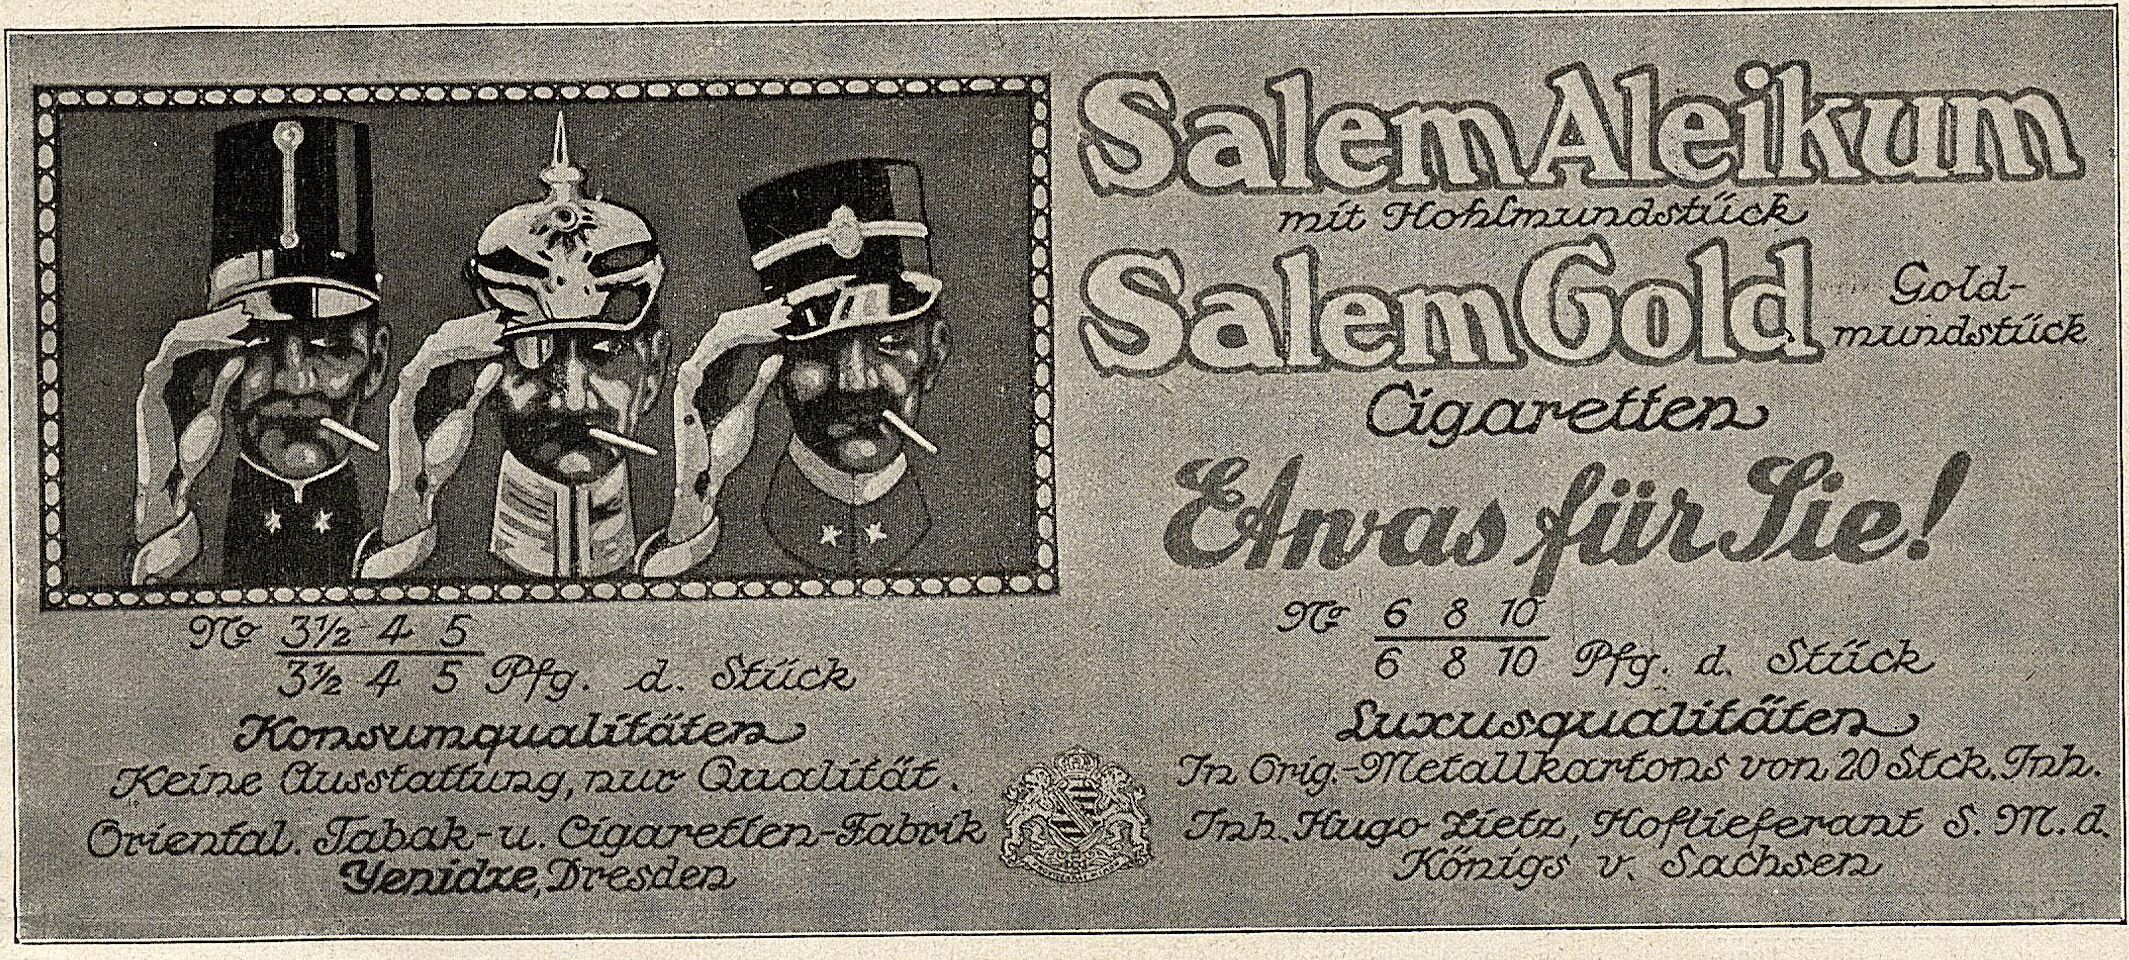 Salem Aleikum
mit Hohlmundstück
Salem Gold
Gold-
mundstück
Cigaretten
Etwas für Sie!
No 3½ 4 5
3½ 4 5 Pfg. d. Stück
Konsumqualitäten
Keine Ausstattung, nur Qualität.
Oriental. Tabak- u. Cigaretten-Fabrik
Yenidze, Dresden
No 6 8 10
6 8 10 Pfg. d. Stück
Luxusqualitäten
In Orig.-Metallkartons von 20 Stck. Inh.
Inh. Hugo Zietz, Hoflieferant S. M. d.
Königs v. Sachsen